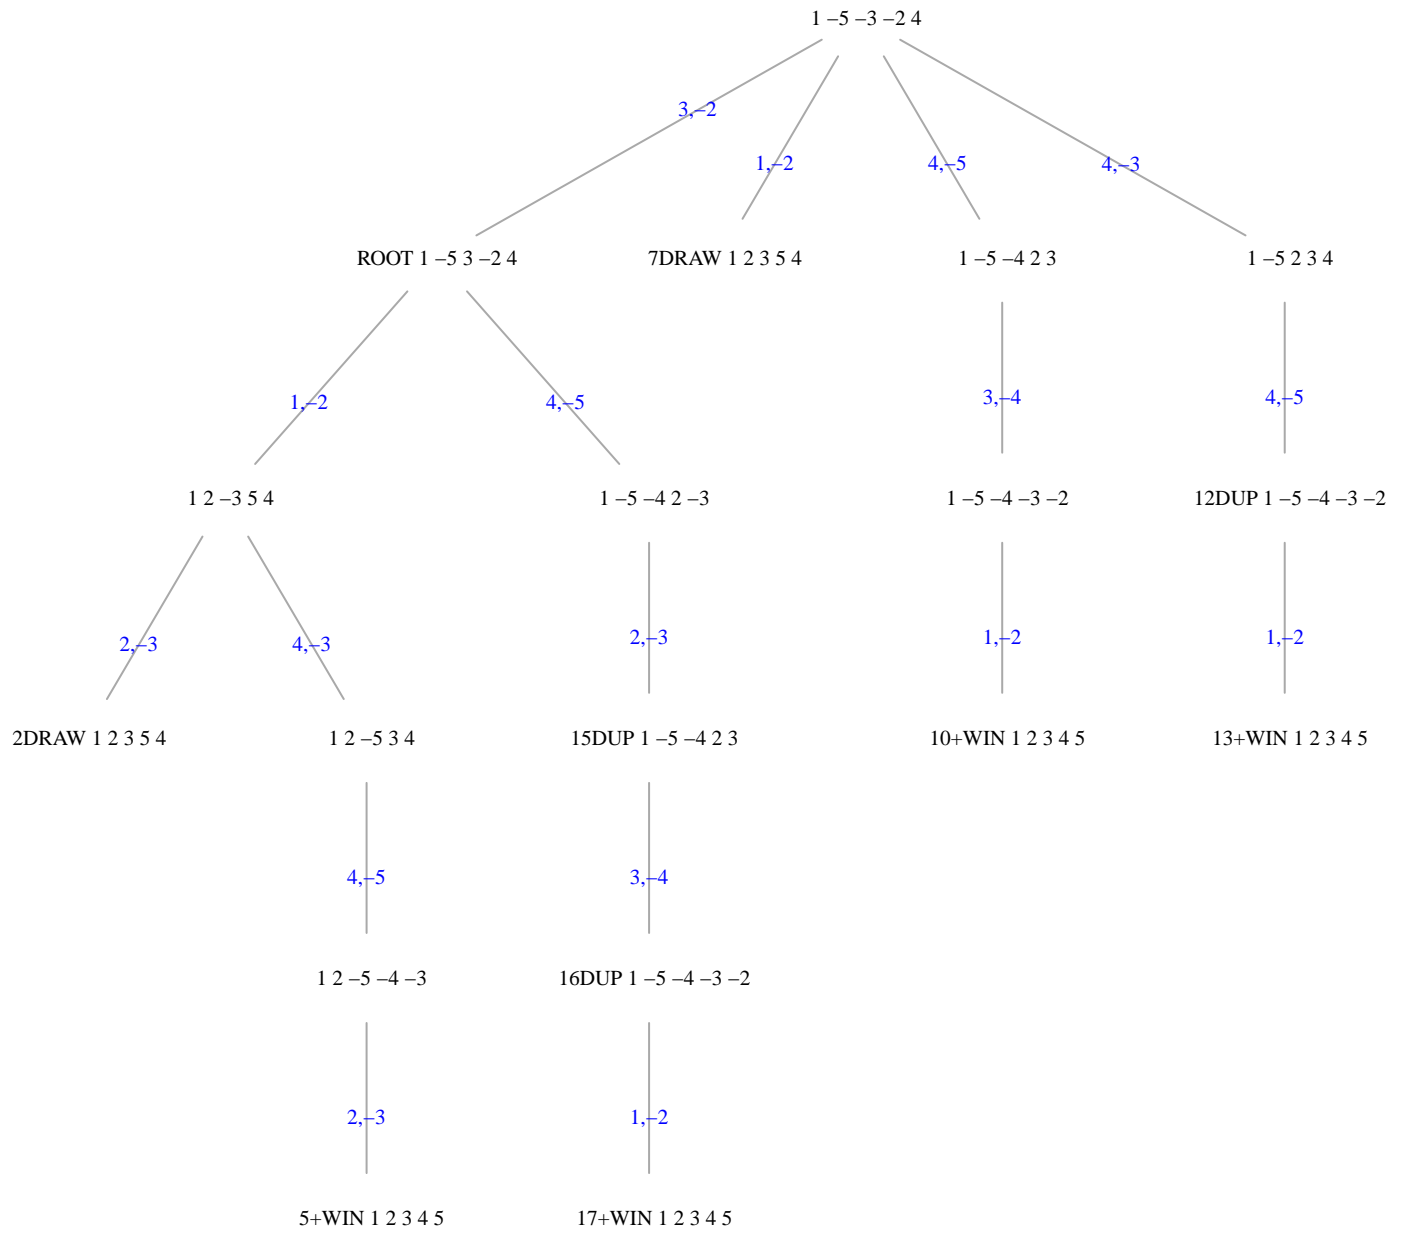 1 –5 –3 –2 4
3,–2
1,–2
4,–5
4,–3
ROOT 1 –5 3 –2 4
7DRAW 1 2 3 5 4
1 –5 –4 2 3
1 –5 2 3 4
1,–2
4,–5
3,–4
4,–5
1 2 –3 5 4
1 –5 –4 2 –3
1 –5 –4 –3 –2
12DUP 1 –5 –4 –3 –2
2,–3
4,–3
2,–3
1,–2
1,–2
2DRAW 1 2 3 5 4
1 2 –5 3 4
15DUP 1 –5 –4 2 3
10+WIN 1 2 3 4 5
13+WIN 1 2 3 4 5
4,–5
3,–4
1 2 –5 –4 –3
16DUP 1 –5 –4 –3 –2
2,–3
1,–2
5+WIN 1 2 3 4 5
17+WIN 1 2 3 4 5